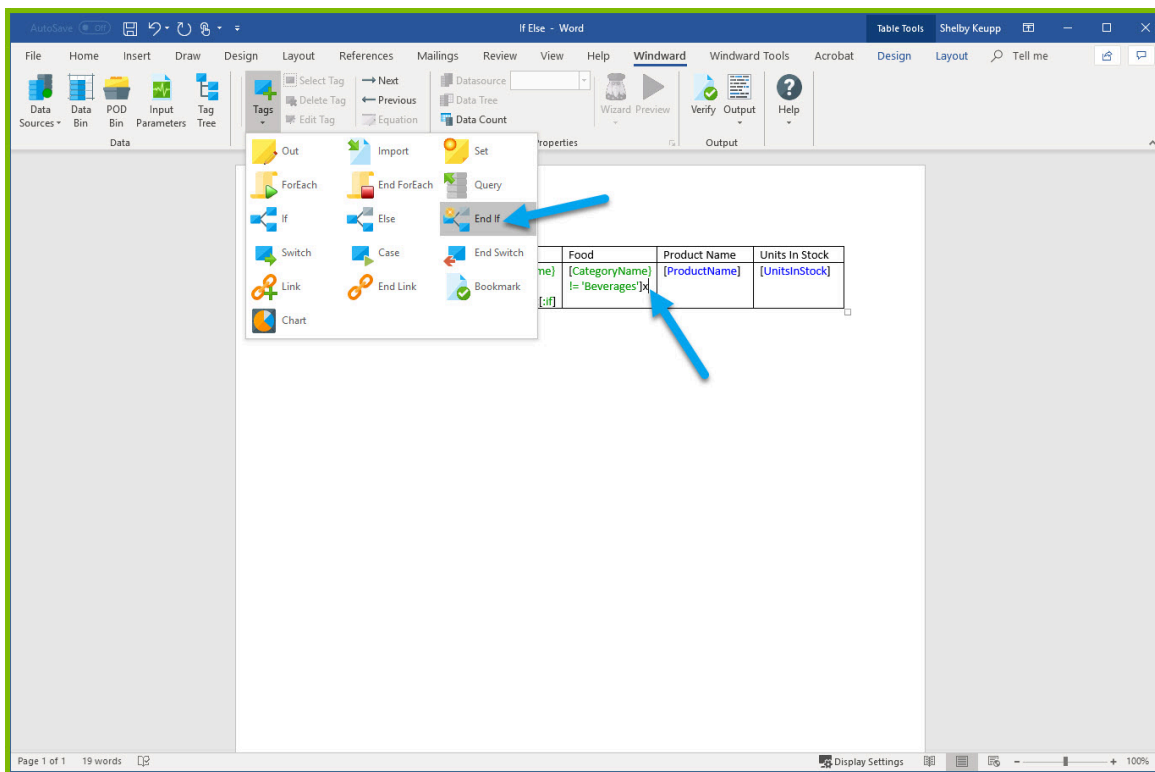 AutoSave Off If Else - Word Table Tools Shelby Keupp
File Home Insert Draw Design Layout References Mailings Review View Help Windward Windward Tools Acrobat Design Layout Tell me
Select Tag Next Datasource
Delete Tag Previous Data Tree
Edit Tag Equation Data Count
Data Sources
Data Bin
POD Bin
Input Parameters
Tag Tree
Tags
Wizard Preview
Verify Output
Help
Data roperties Output
Out Import Set
ForEach End ForEach Query
If Else End If
Switch Case End Switch
Link End Link Bookmark
Chart
Food Product Name Units In Stock
me} [CategoryName} [ProductName] [UnitsInStock]
!= 'Beverages']x
[:if]
Page 1 of 1 19 words Display Settings 100%